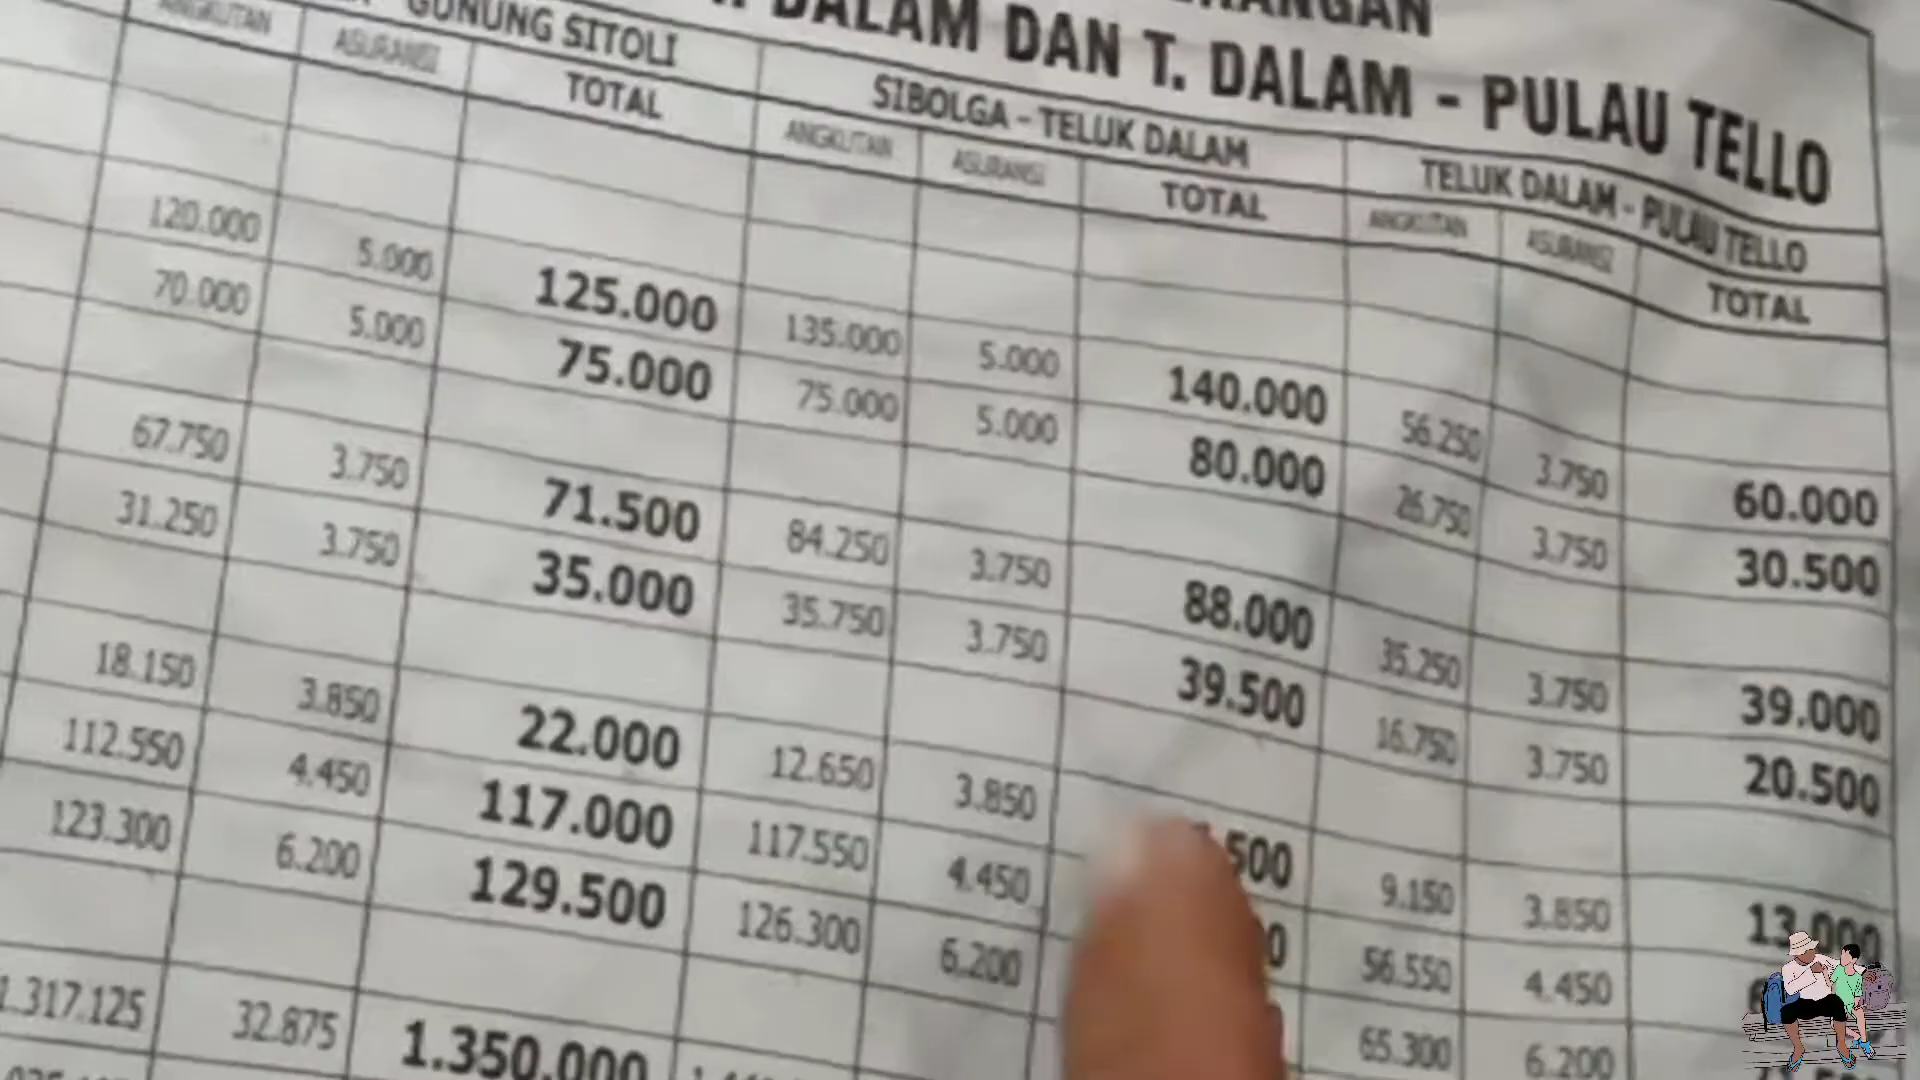 DALAM DAN T. DALAM - PULAU TELLO
GUNUNG SITOLI SIBOLGA - TELUK DALAM TELUK DALAM - PULAU TELLO
ANGKUTAN ASURANSI TOTAL ANGKUTAN ASURANSI TOTAL ANGKUTAN ASURANSI TOTAL
120.000 5.000 125.000 135.000 5.000 140.000 56.250 3.750 60.000
70.000 5.000 75.000 75.000 5.000 80.000 26.750 3.750 30.500
67.750 3.750 71.500 84.250 3.750 88.000 35.250 3.750 39.000
31.250 3.750 35.000 35.750 3.750 39.500 16.750 3.750 20.500
18.150 3.850 22.000 12.650 3.850 500 9.150 3.850 13.000
112.550 4.450 117.000 117.550 4.450 56.550 4.450
123.300 6.200 129.500 126.300 6.200 65.300 6.200
1.317.125 32.875 1.350.000